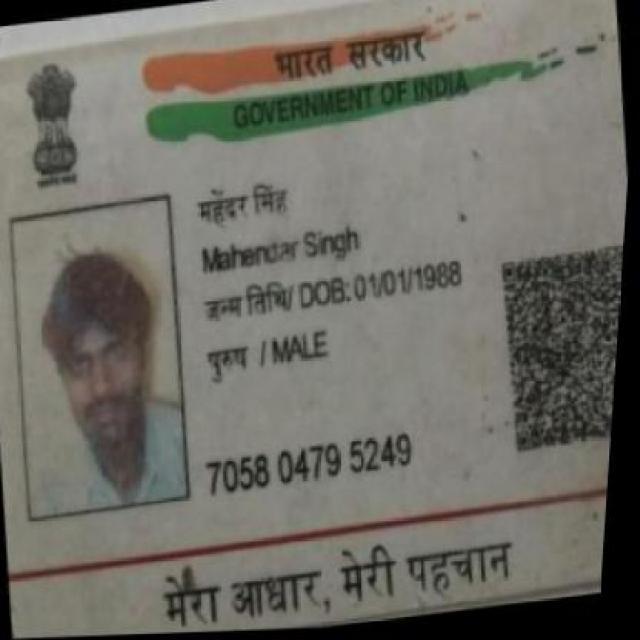 भारत सरकार
GOVERNMENT OF INDIA
महेंदर सिंह
Mahendar Singh
जन्म तिथि/ DOB: 01/01/1988
पुरुष / MALE
7058 0479 5249
मेरा आधार, मेरी पहचान